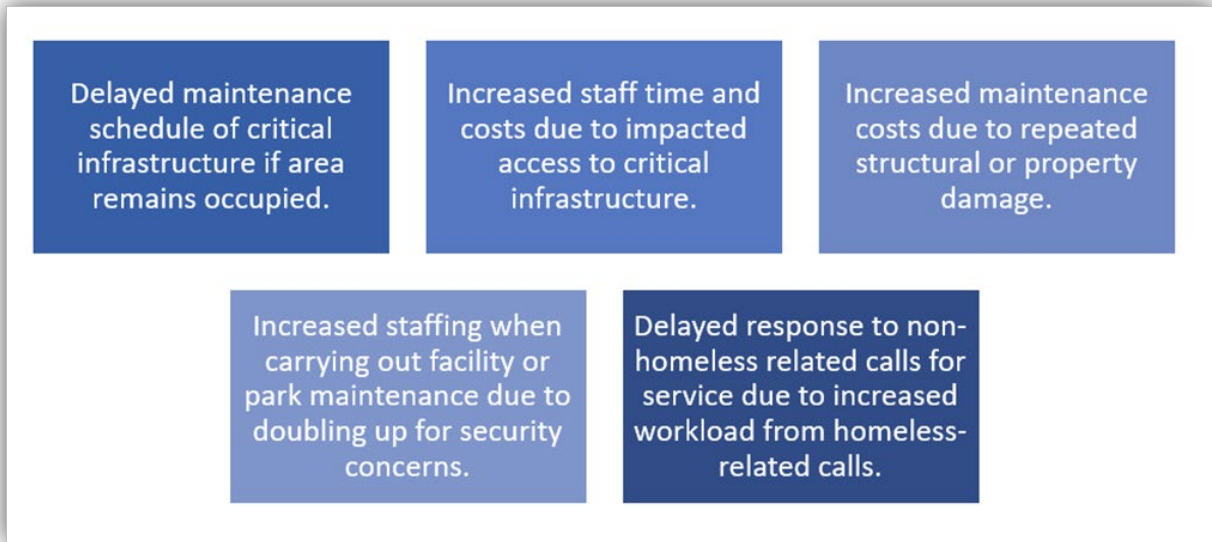 Delayed maintenance
schedule of critical
infrastructure if area
remains occupied.
Increased staff time and
costs due to impacted
access to critical
infrastructure.
Increased maintenance
costs due to repeated
structural or property
damage.
Increased staffing when
carrying out facility or
park maintenance due to
doubling up for security
concerns.
Delayed response to non-
homeless related calls for
service due to increased
workload from homeless-
related calls.